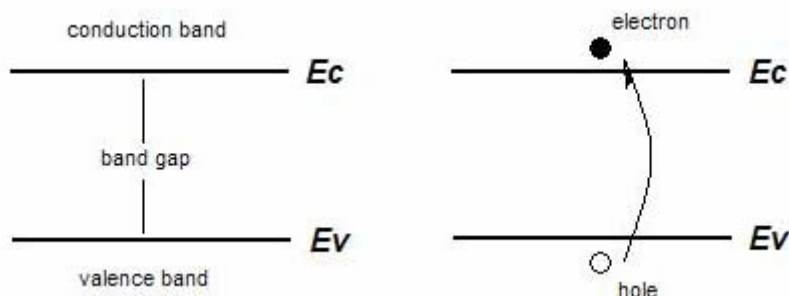 conduction band
Ec
band gap
Ev
valence band
electron
Ec
Ev
hole